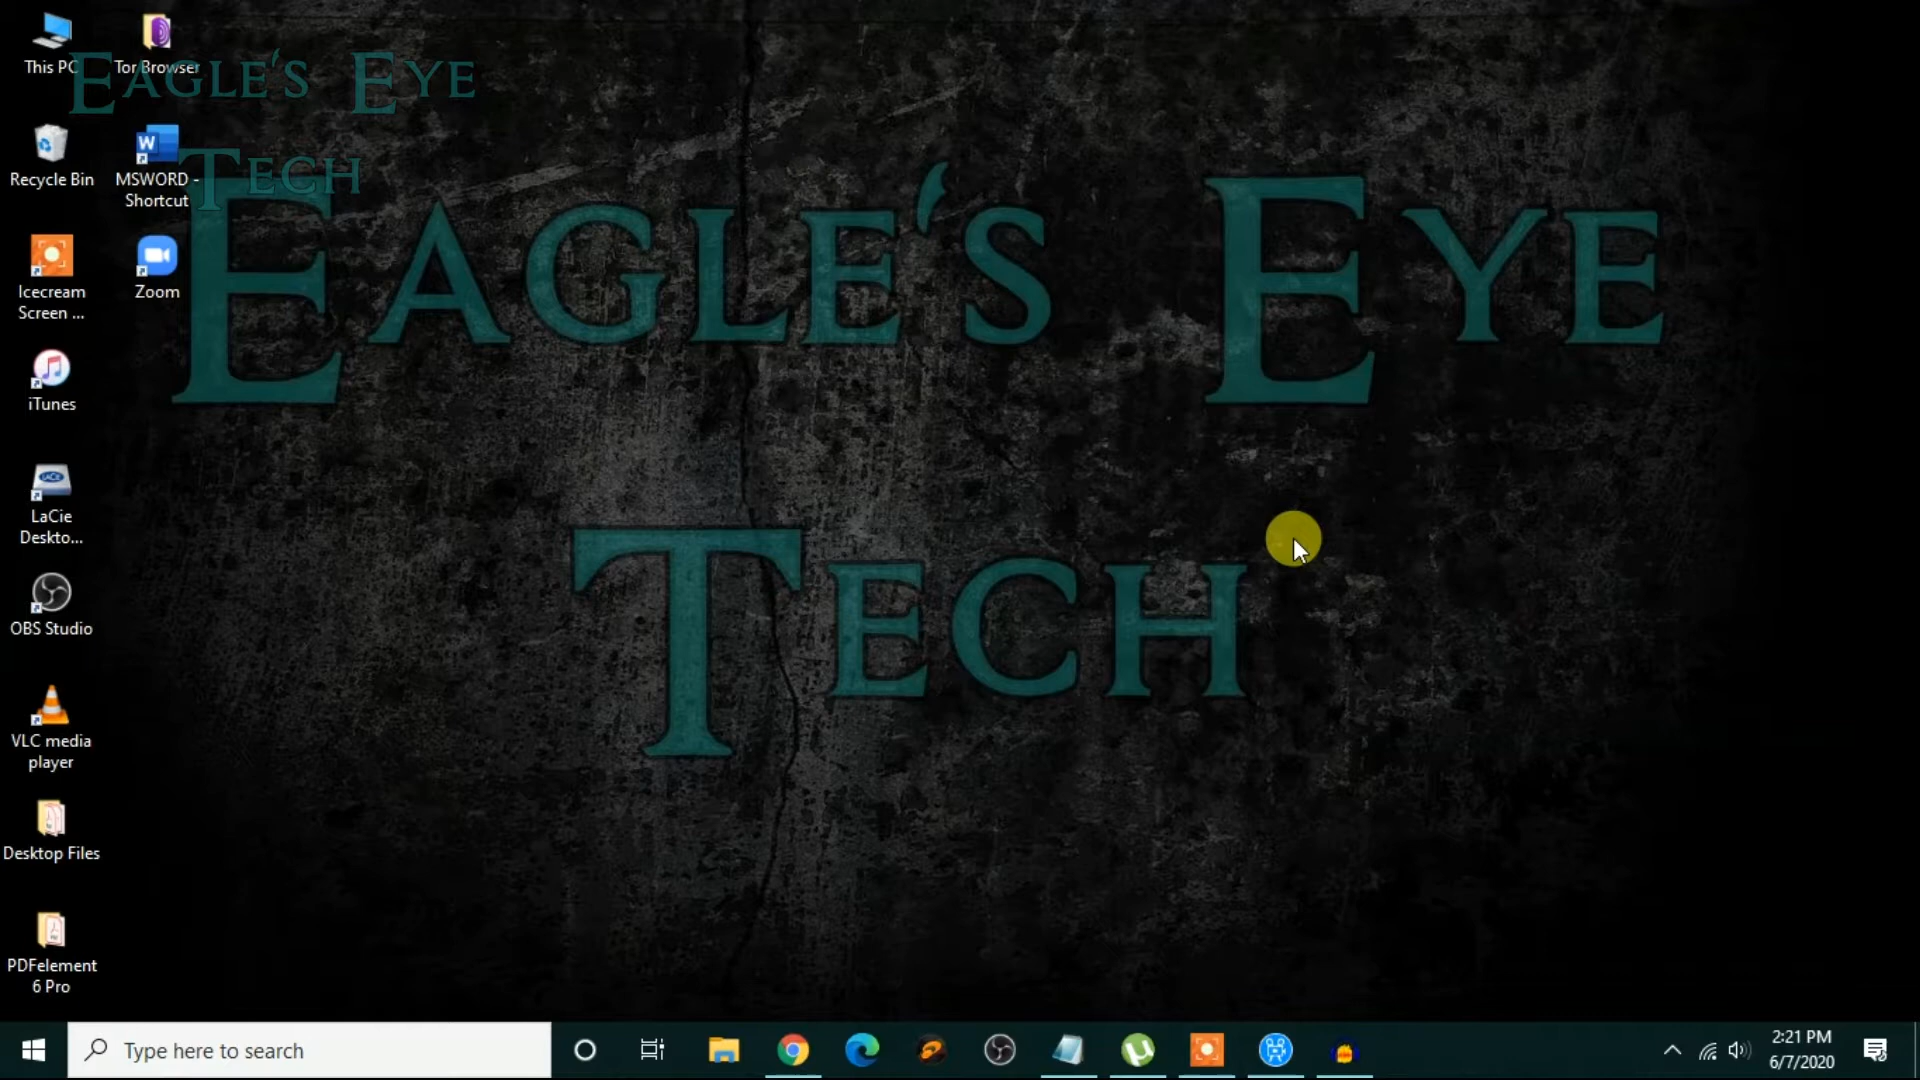 This PC
Tor Browser
EAGLE'S EYE
TECH
Recycle Bin
MSWORD -
Shortcut
Icecream
Screen ...
Zoom
iTunes
LaCie
Deskto...
OBS Studio
VLC media
player
Desktop Files
PDFelement
6 Pro
EAGLE'S EYE
TECH
Type here to search
2:21 PM
6/7/2020